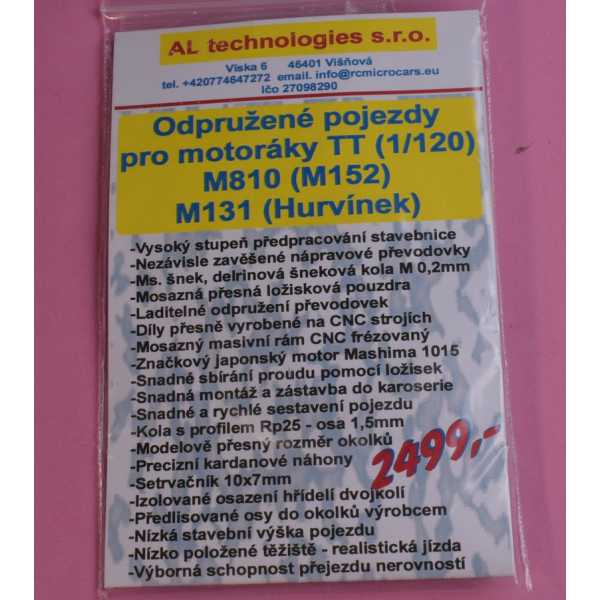 AL technologies s.r.o.
Víska 6 46401 Višňová
tel. +420774647272 email. info@rcmicrocars.eu
Ičo 27098290
Odpružené pojezdy
pro motoráky TT (1/120)
M810 (M152)
M131 (Hurvínek)
-Vysoký stupeň předpracování stavebnice
-Nezávisle zavěšené nápravové převodovky
-Ms. šnek, delrinová šneková kola M 0,2mm
-Mosazná přesná ložisková pouzdra
-Laditelné odpružení převodovek
-Díly přesně vyrobené na CNC strojích
-Mosazný masivní rám CNC frézovaný
-Značkový japonský motor Mashima 1015
-Snadné sbírání proudu pomocí ložisek
-Snadná montáž a zástavba do karoserie
-Snadné a rychlé sestavení pojezdu
-Kola s profilem Rp25 - osa 1,5mm
-Modelově přesný rozměr okolků
-Precizní kardanové náhony
2499,-
-Setrvačník 10x7mm
-Izolované osazení hřídelí dvojkolí
-Předlisované osy do okolků výrobcem
-Nízká stavební výška pojezdu
-Nízko položené těžiště - realistická jízda
-Výborná schopnost přejezdu nerovností